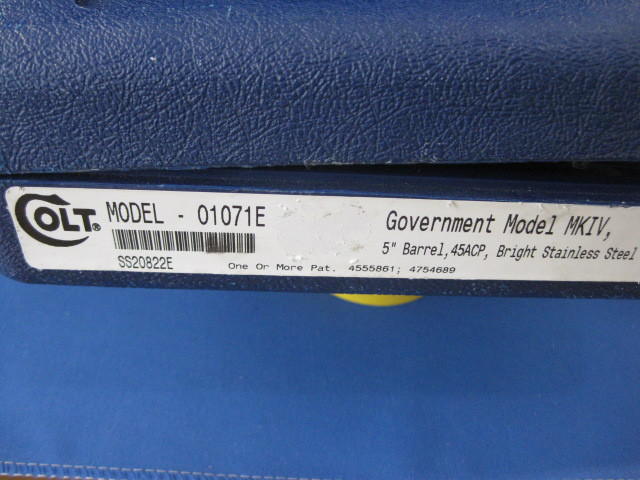 COLT® MODEL - 01071E
SS20822E
One Or More Pat. 4555861; 4754689
Government Model MKIV,
5" Barrel,45ACP, Bright Stainless Steel